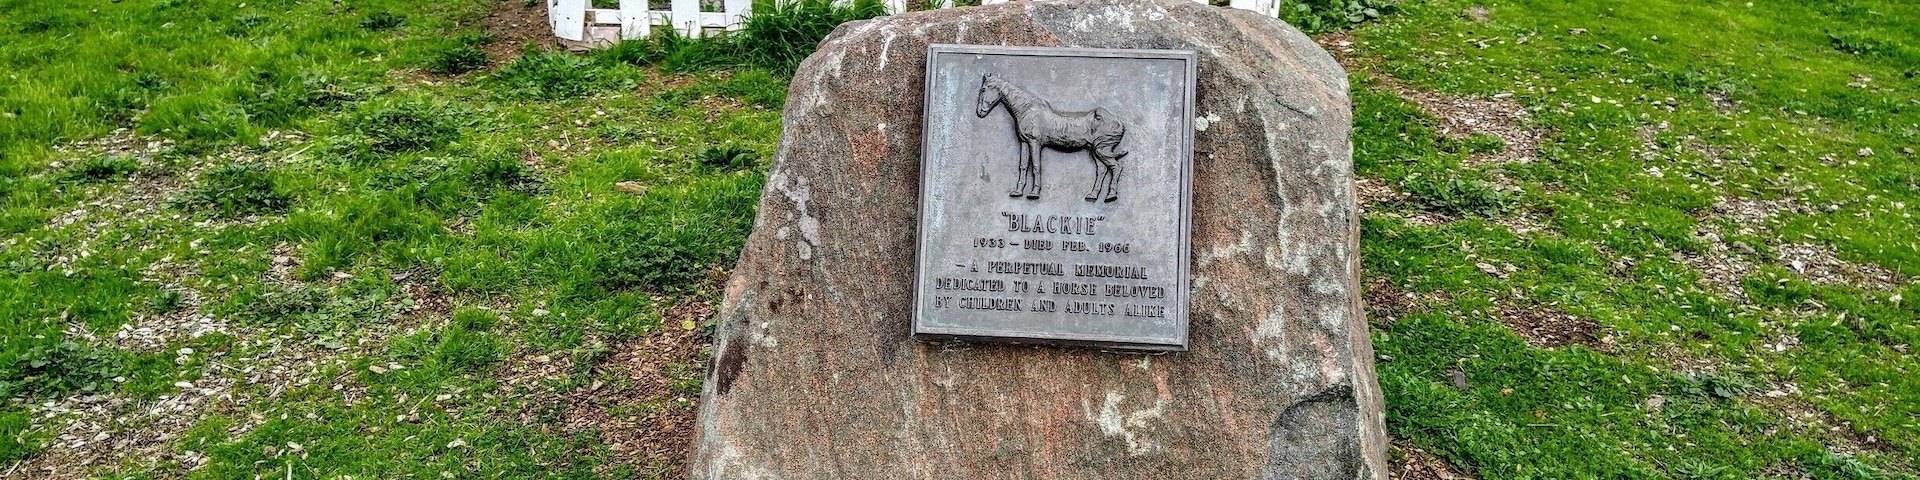 "BLACKIE"
1933 — DIED FEB. 1966
— A PERPETUAL MEMORIAL
DEDICATED TO A HORSE BELOVED
BY CHILDREN AND ADULTS ALIKE